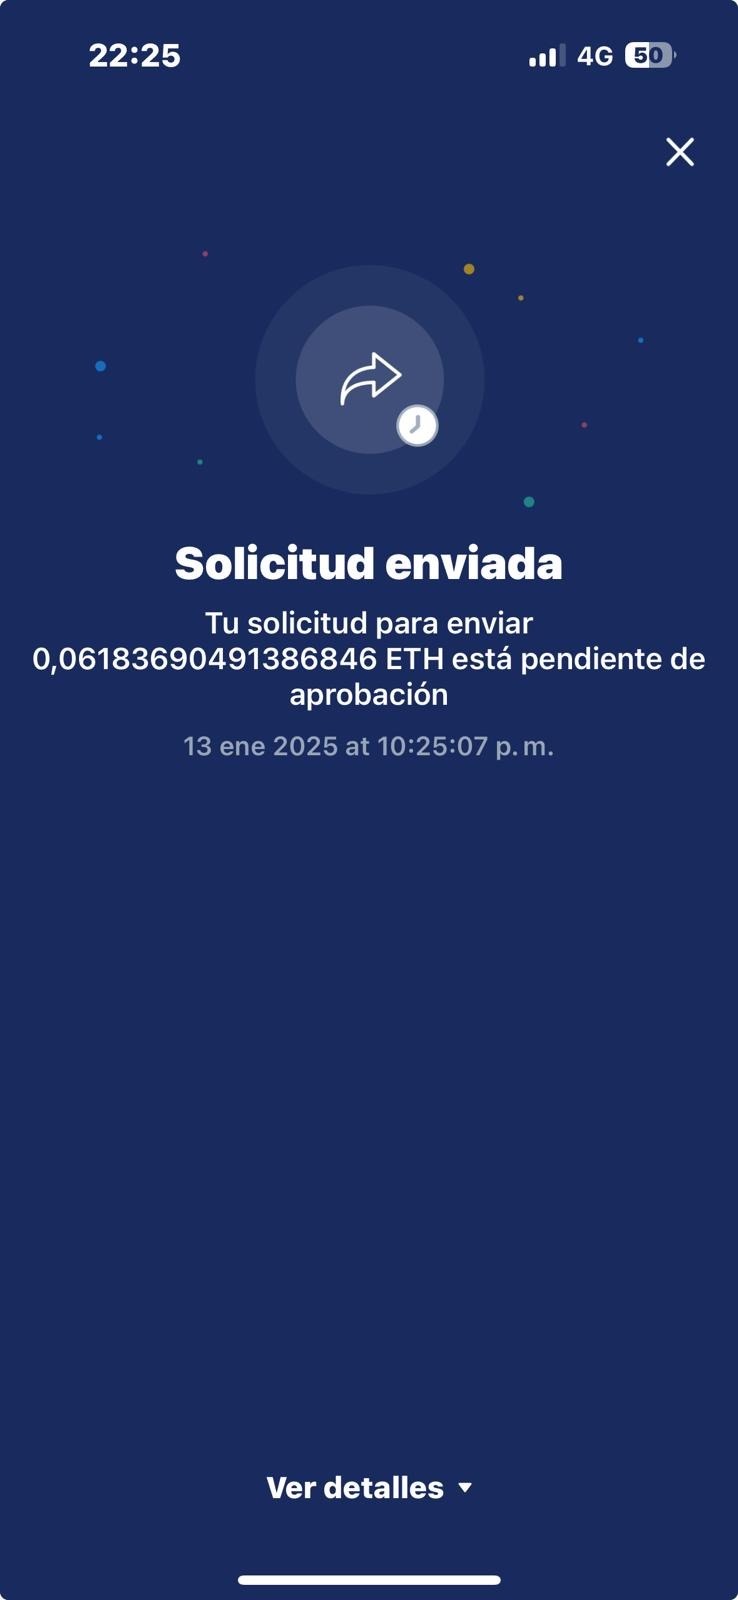 22:25
4G
50
Solicitud enviada
Tu solicitud para enviar
0,06183690491386846 ETH está pendiente de
aprobación
13 ene 2025 at 10:25:07 p. m.
Ver detalles